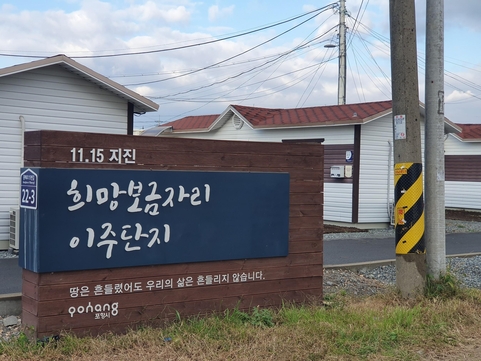 11.15 지진
희망보금자리
이주단지
22-3
땅은 흔들렸어도 우리의 삶은 흔들리지 않습니다.
pohang
포항시